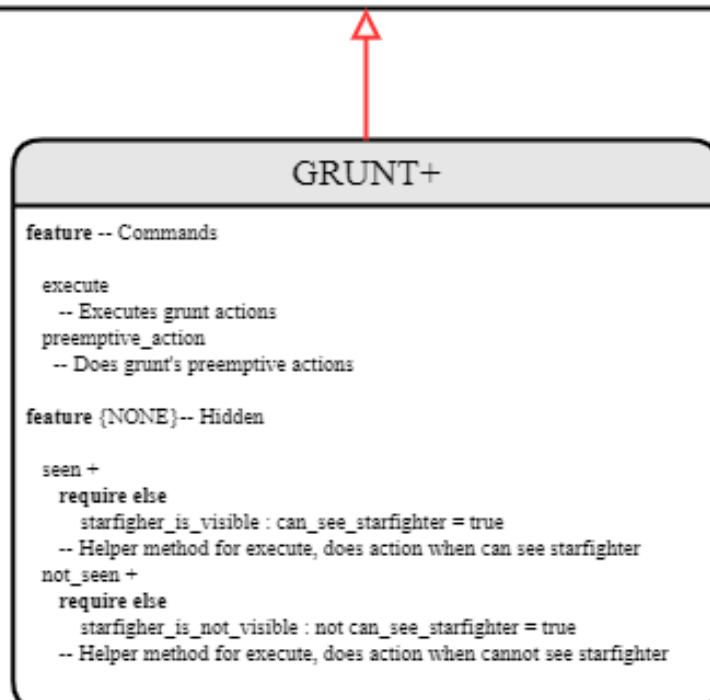 GRUNT+
feature -- Commands
execute
-- Executes grunt actions
preemptive_action
-- Does grunt's preemptive actions
feature {NONE}-- Hidden
seen +
require else
starfigher_is_visible : can_see_starfighter = true
-- Helper method for execute, does action when can see starfighter
not_seen +
require else
starfigher_is_not_visible : not can_see_starfighter = true
-- Helper method for execute, does action when cannot see starfighter